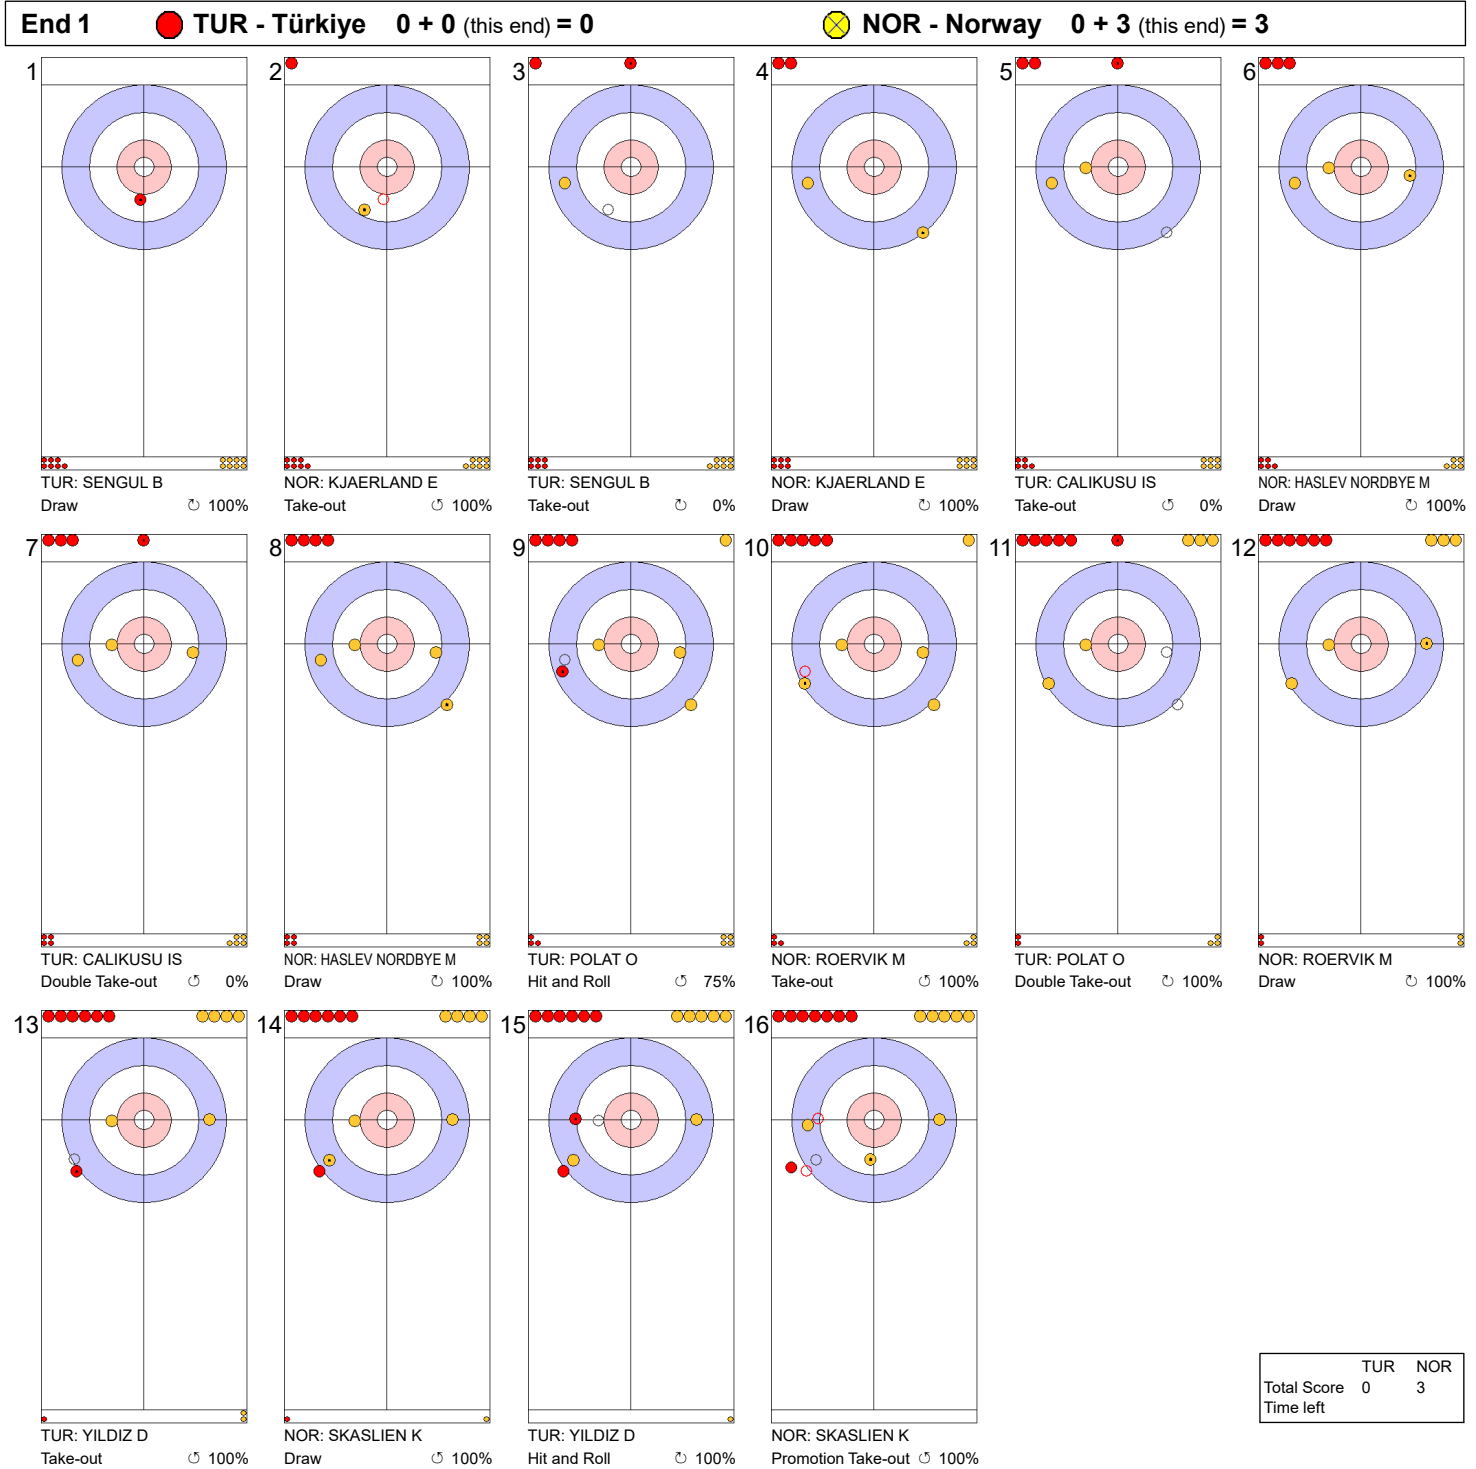 End 1 TUR - Türkiye 0 + 0 (this end) = 0 NOR - Norway 0 + 3 (this end) = 3
1 2 3 4 5 6
TUR: SENGUL B NOR: KJAERLAND E TUR: SENGUL B NOR: KJAERLAND E TUR: CALIKUSU IS NOR: HASLEV NORDBYE M
Draw ↻ 100% Take-out ↺ 100% Take-out ↻ 0% Draw ↻ 100% Take-out ↺ 0% Draw ↻ 100%
7 8 9 10 11 12
TUR: CALIKUSU IS NOR: HASLEV NORDBYE M TUR: POLAT O NOR: ROERVIK M TUR: POLAT O NOR: ROERVIK M
Double Take-out ↺ 0% Draw ↺ 100% Hit and Roll ↺ 75% Take-out ↺ 100% Double Take-out ↺ 100% Draw ↻ 100%
13 14 15 16
TUR: YILDIZ D NOR: SKASLIEN K TUR: YILDIZ D NOR: SKASLIEN K
Take-out ↺ 100% Draw ↺ 100% Hit and Roll ↻ 100% Promotion Take-out ↺ 100%
TUR NOR
Total Score 0 3
Time left